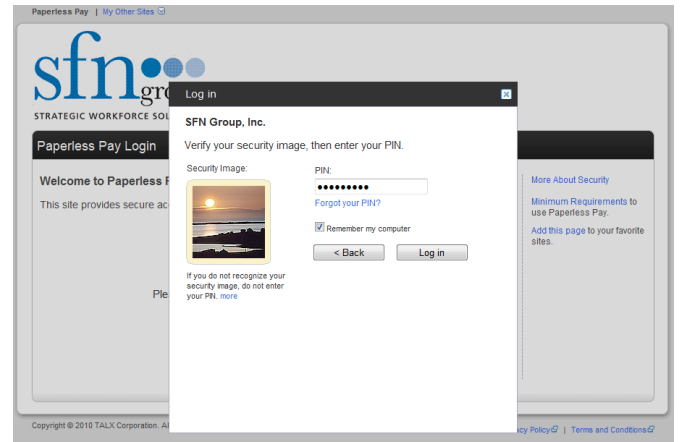 Paperless Pay | My Other Sites
sfn
gro
STRATEGIC WORKFORCE SOL
Log in
SFN Group, Inc.
Verify your security image, then enter your PIN.
Security Image:
PIN:
Forgot your PIN?
Remember my computer
< Back
Log in
If you do not recognize your
security image, do not enter
your PIN. more
Paperless Pay Login
Welcome to Paperless
This site provides secure ac
Ple
More About Security
Minimum Requirements to
use Paperless Pay.
Add this page to your favorite
sites.
Copyright © 2010 TALX Corporation. A
cy Policy | Terms and Conditions